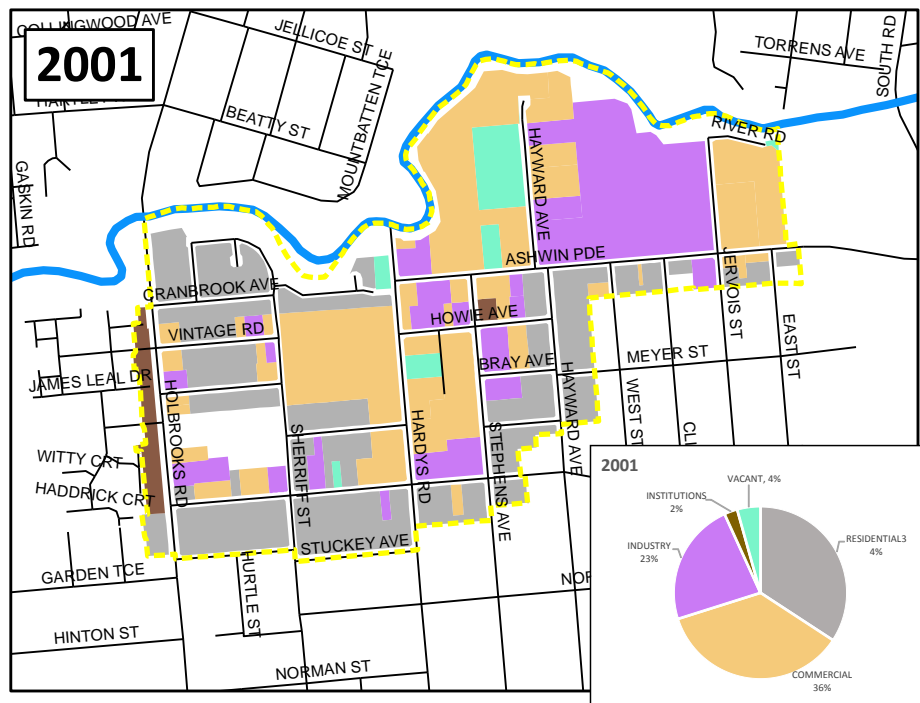 COLLINGWOOD AVE
2001
JELLICOE ST
MOUNTBATTEN TCE
BEATTY ST
TORRENS AVE
SOUTH RD
GASKIN RD
HAYWARD AVE
RIVER RD
ASHWIN PDE
CRANBROOK AVE
JERVOIS ST
HOWIE AVE
VINTAGE RD
EAST ST
BRAY AVE
MEYER ST
JAMES LEAL DR
HOLBROOKS RD
HAYWARD AVE
WEST ST
HARDYS RD
SHERRIFF ST
STEPHENS AVE
CLI
WITTY CRT
HADDRICK CRT
STUCKEY AVE
GARDEN TCE
HURTLE ST
NOR
HINTON ST
NORMAN ST
2001
VACANT, 4%
INSTITUTIONS
2%
INDUSTRY
23%
RESIDENTIAL3
4%
COMMERCIAL
36%